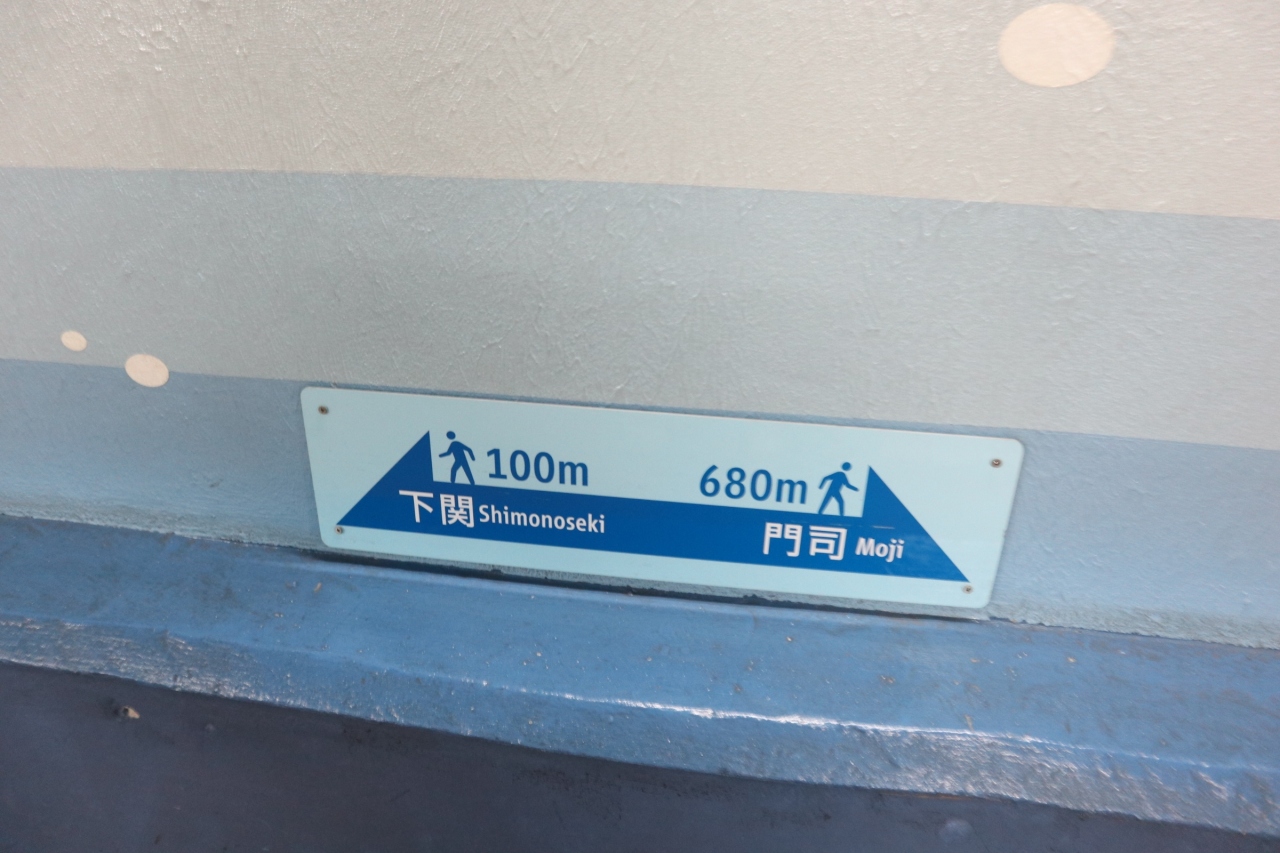 100m
680m
下関 Shimonoseki
門司 Moji